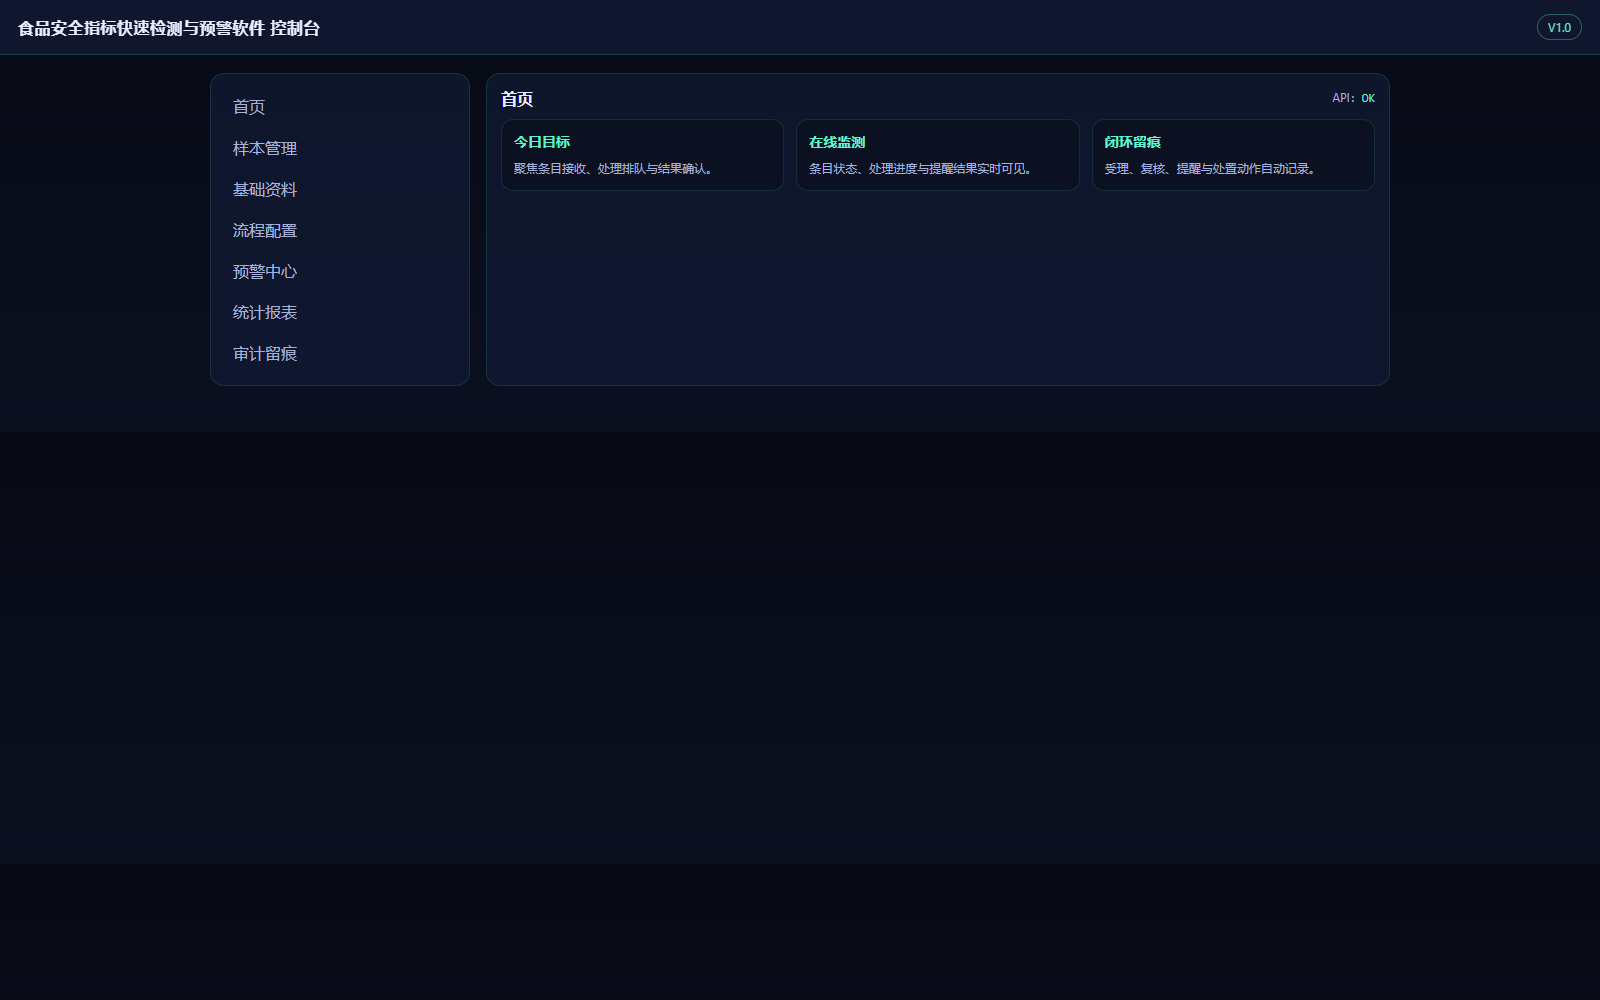 食品安全指标快速检测与预警软件 控制台
V1.0
首页
样本管理
基础资料
流程配置
预警中心
统计报表
审计留痕
首页
API: OK
今日目标
聚焦条目接收、处理排队与结果确认。
在线监测
条目状态、处理进度与提醒结果实时可见。
闭环留痕
受理、复核、提醒与处置动作自动记录。